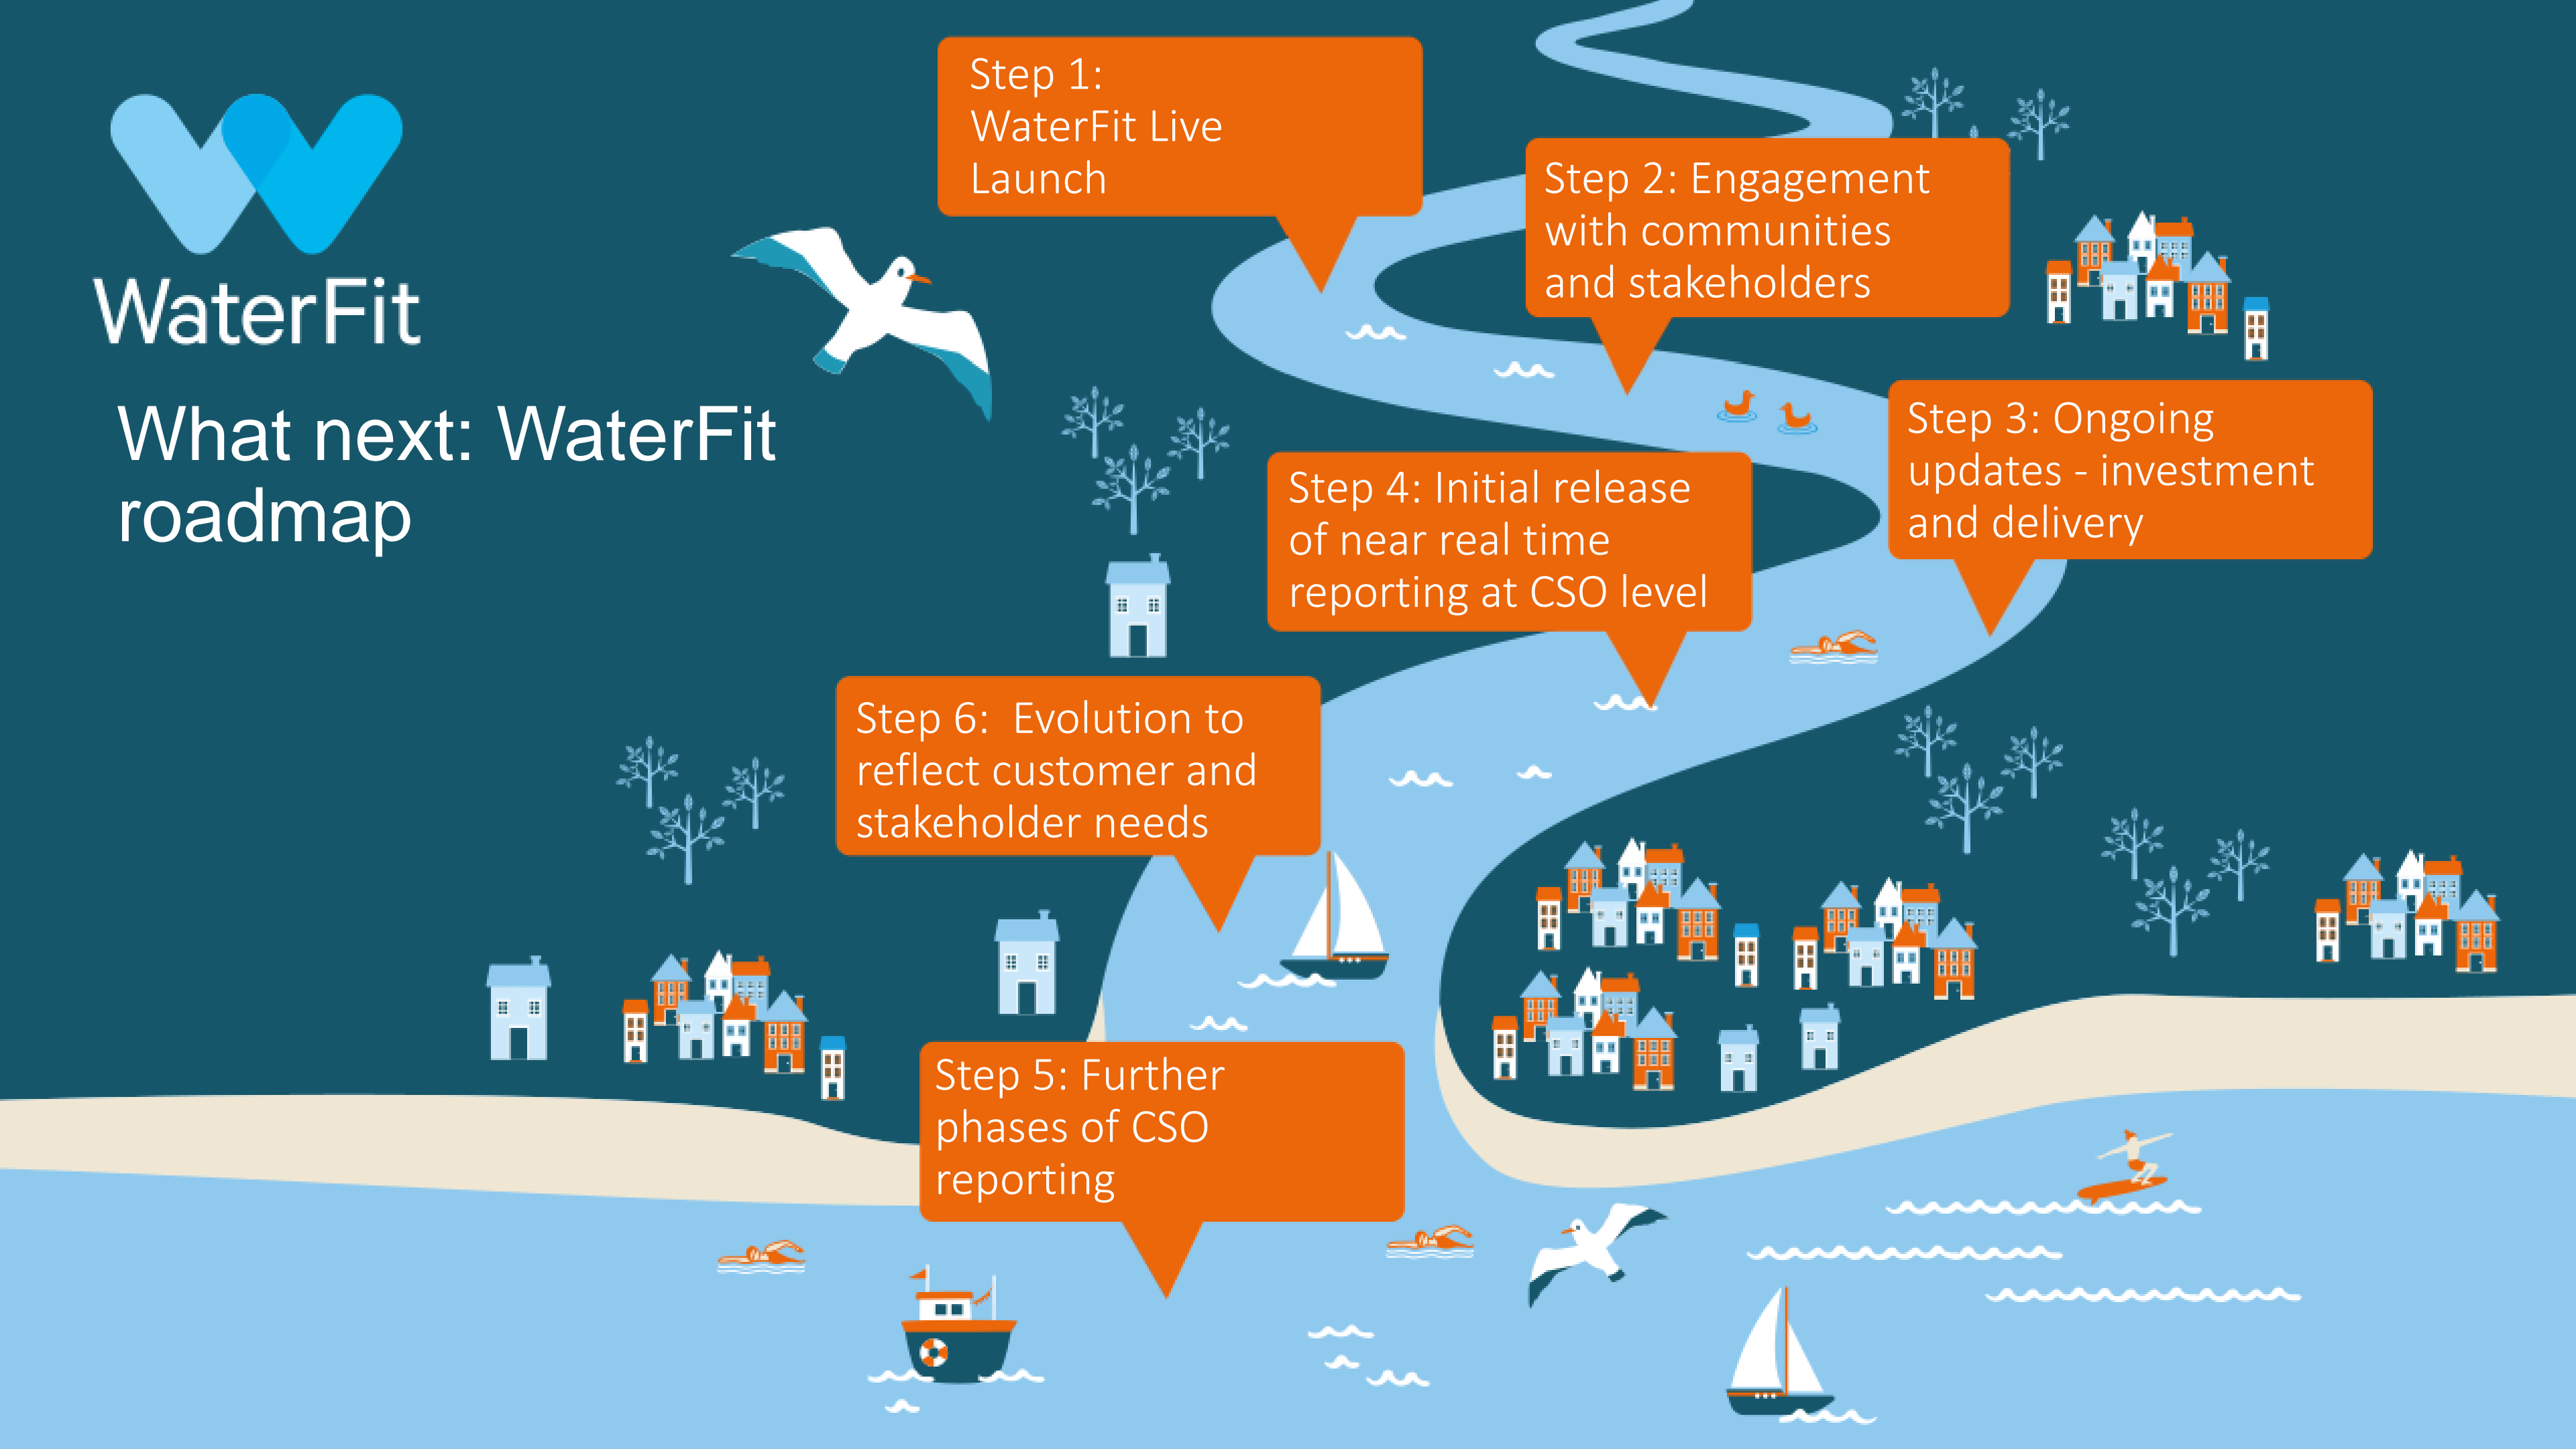 WaterFit
What next: WaterFit
roadmap
Step 1:
WaterFit Live
Launch
Step 2: Engagement
with communities
and stakeholders
Step 3: Ongoing
updates - investment
and delivery
Step 4: Initial release
of near real time
reporting at CSO level
Step 6:  Evolution to
reflect customer and
stakeholder needs
Step 5: Further
phases of CSO
reporting